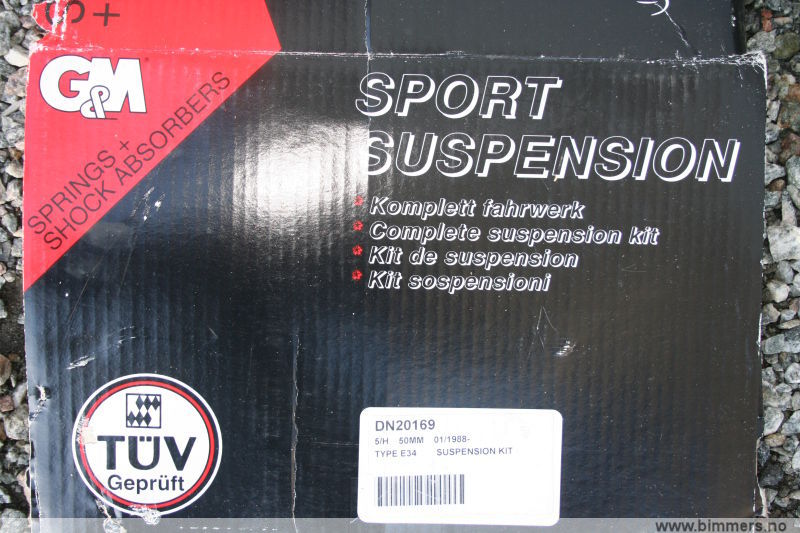 S +
G&M
SPRINGS +
SHOCK ABSORBERS
SPORT
SUSPENSION
* Komplett fahrwerk
* Complete suspension kit
* Kit de suspension
* Kit sospensioni
TÜV
Geprüft
DN20169
5/H 50MM 01/1988-
TYPE E34 SUSPENSION KIT
www.bimmers.no